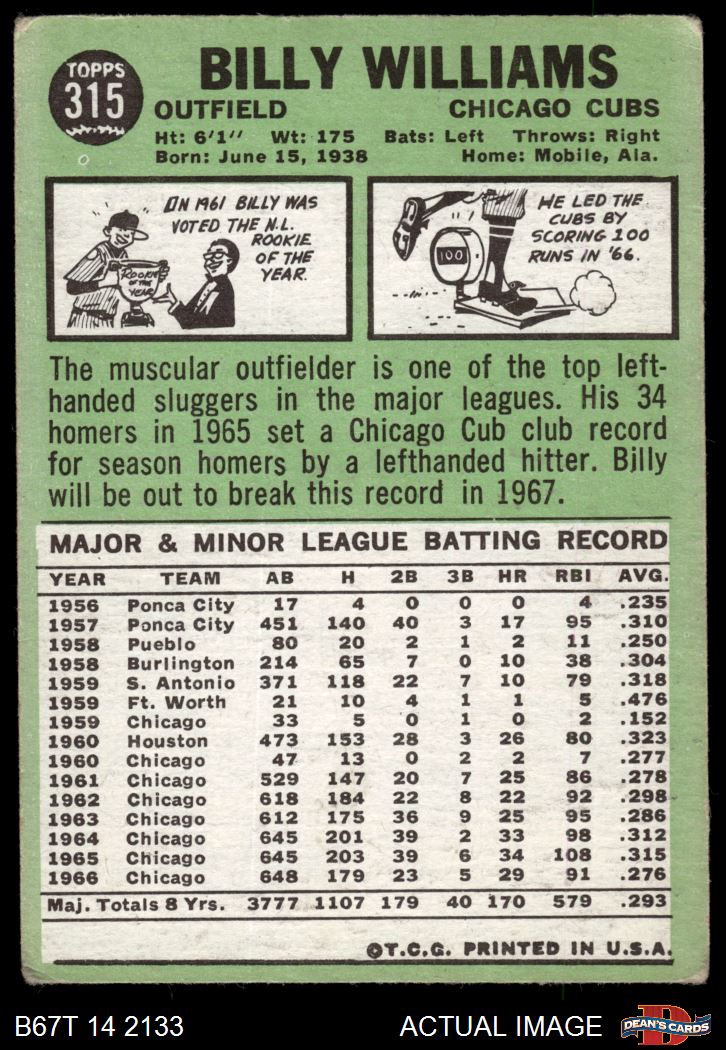 TOPPS
315
BILLY WILLIAMS
OUTFIELD CHICAGO CUBS
Ht: 6'1" Wt: 175 Bats: Left Throws: Right
Born: June 15, 1938 Home: Mobile, Ala.
IN 1961 BILLY WAS
VOTED THE N.L.
ROOKIE
OF THE
YEAR.
ROOKIE
OF THE
YEAR
HE LED THE
CUBS BY
SCORING 100
RUNS IN '66.
100
The muscular outfielder is one of the top left-
handed sluggers in the major leagues. His 34
homers in 1965 set a Chicago Cub club record
for season homers by a lefthanded hitter. Billy
will be out to break this record in 1967.
MAJOR & MINOR LEAGUE BATTING RECORD
YEAR TEAM AB H 2B 3B HR RBI AVG.
1956 Ponca City 17 4 0 0 0 4 .235
1957 Ponca City 451 140 40 3 17 95 .310
1958 Pueblo 80 20 2 1 2 11 .250
1958 Burlington 214 65 7 0 10 38 .304
1959 S. Antonio 371 118 22 7 10 79 .318
1959 Ft. Worth 21 10 4 1 1 5 .476
1959 Chicago 33 5 0 1 0 2 .152
1960 Houston 473 153 28 3 26 80 .323
1960 Chicago 47 13 0 2 2 7 .277
1961 Chicago 529 147 20 7 25 86 .278
1962 Chicago 618 184 22 8 22 92 .298
1963 Chicago 612 175 36 9 25 95 .286
1964 Chicago 645 201 39 2 33 98 .312
1965 Chicago 645 203 39 6 34 108 .315
1966 Chicago 648 179 23 5 29 91 .276
Maj. Totals 8 Yrs. 3777 1107 179 40 170 579 .293
©T.C.G. PRINTED IN U.S.A.
B67T 14 2133 ACTUAL IMAGE
D
DEAN'S CARDS